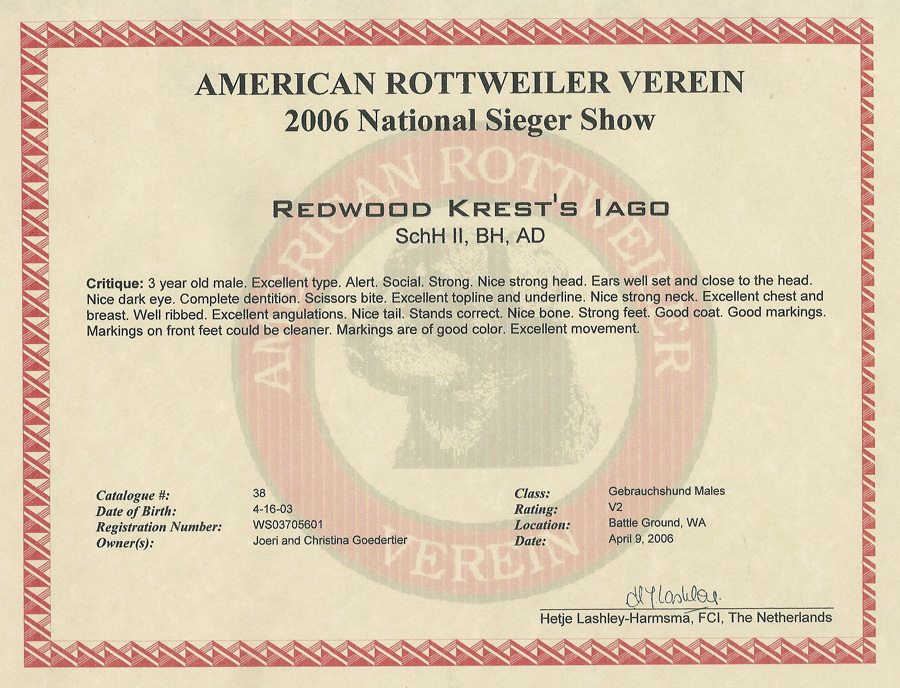 AMERICAN ROTTWEILER VEREIN
2006 National Sieger Show
REDWOOD KREST'S IAGO
SchH II, BH, AD
Critique: 3 year old male. Excellent type. Alert. Social. Strong. Nice strong head. Ears well set and close to the head.
Nice dark eye. Complete dentition. Scissors bite. Excellent topline and underline. Nice strong neck. Excellent chest and
breast. Well ribbed. Excellent angulations. Nice tail. Stands correct. Nice bone. Strong feet. Good coat. Good markings.
Markings on front feet could be cleaner. Markings are of good color. Excellent movement.
AMERICAN ROTTWEILER
VEREIN
Catalogue #: 38
Date of Birth: 4-16-03
Registration Number: WS03705601
Owner(s): Joeri and Christina Goedertier
Class: Gebrauchshund Males
Rating: V2
Location: Battle Ground, WA
Date: April 9, 2006
Hetje Lashley-Harmsma, FCI, The Netherlands